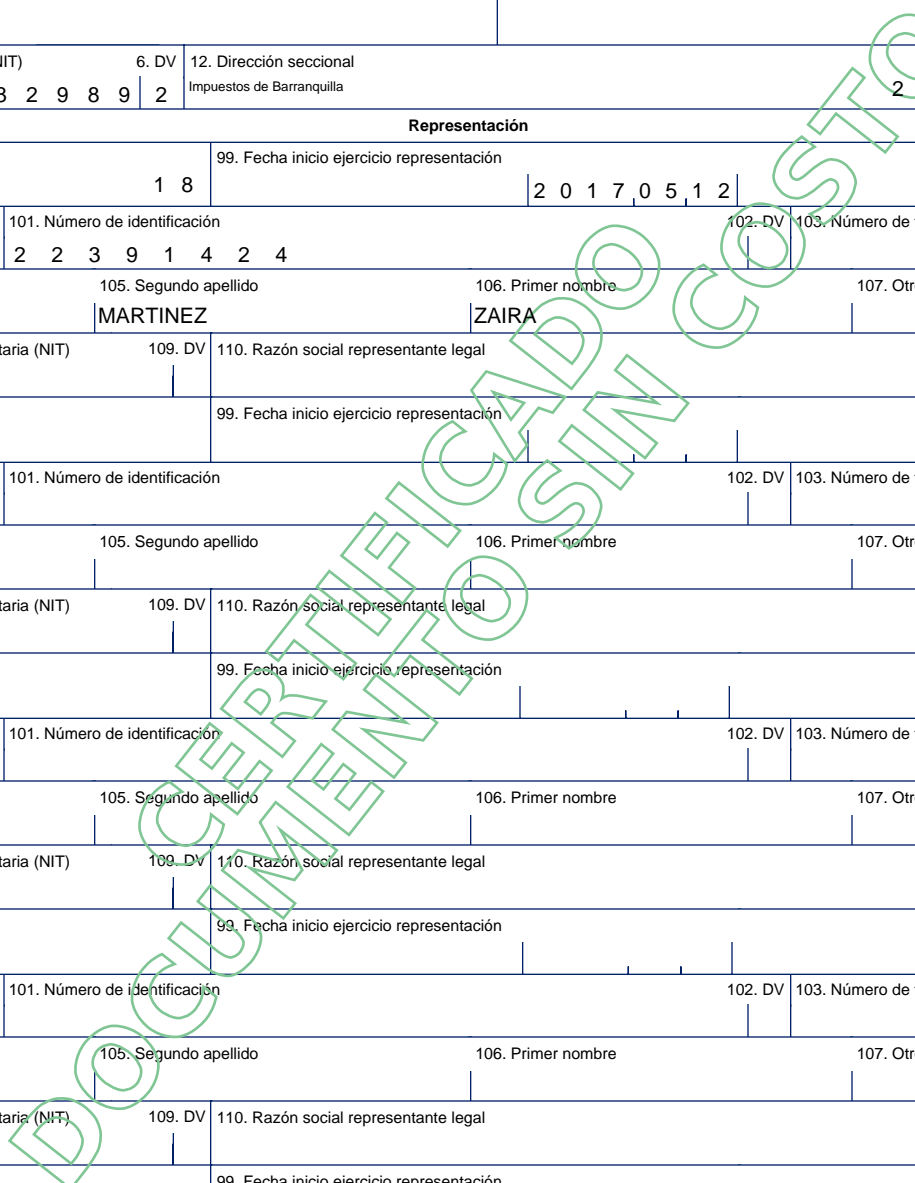 NIT) 6. DV 12. Dirección seccional
8 2 9 8 9 2 Impuestos de Barranquilla 2
Representación
99. Fecha inicio ejercicio representación
1 8 2 0 1 7 0 5 1 2
101. Número de identificación 102. DV 103. Número de
2 2 3 9 1 4 2 4
105. Segundo apellido 106. Primer nombre 107. Otr
MARTINEZ ZAIRA
taria (NIT) 109. DV 110. Razón social representante legal
99. Fecha inicio ejercicio representación
101. Número de identificación 102. DV 103. Número de
105. Segundo apellido 106. Primer nombre 107. Otr
taria (NIT) 109. DV 110. Razón social representante legal
99. Fecha inicio ejercicio representación
101. Número de identificación 102. DV 103. Número de
105. Segundo apellido 106. Primer nombre 107. Otr
taria (NIT) 109. DV 110. Razón social representante legal
99. Fecha inicio ejercicio representación
101. Número de identificación 102. DV 103. Número de
105. Segundo apellido 106. Primer nombre 107. Otr
taria (NIT) 109. DV 110. Razón social representante legal
99. Fecha inicio ejercicio representación
CERTIFICADO
DOCUMENTO SIN COSTO